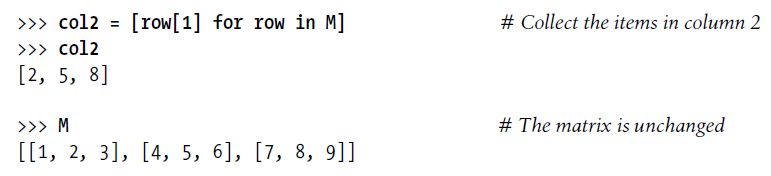 >>> col2 = [row[1] for row in M] # Collect the items in column 2
>>> col2
[2, 5, 8]
>>> M # The matrix is unchanged
[[1, 2, 3], [4, 5, 6], [7, 8, 9]]